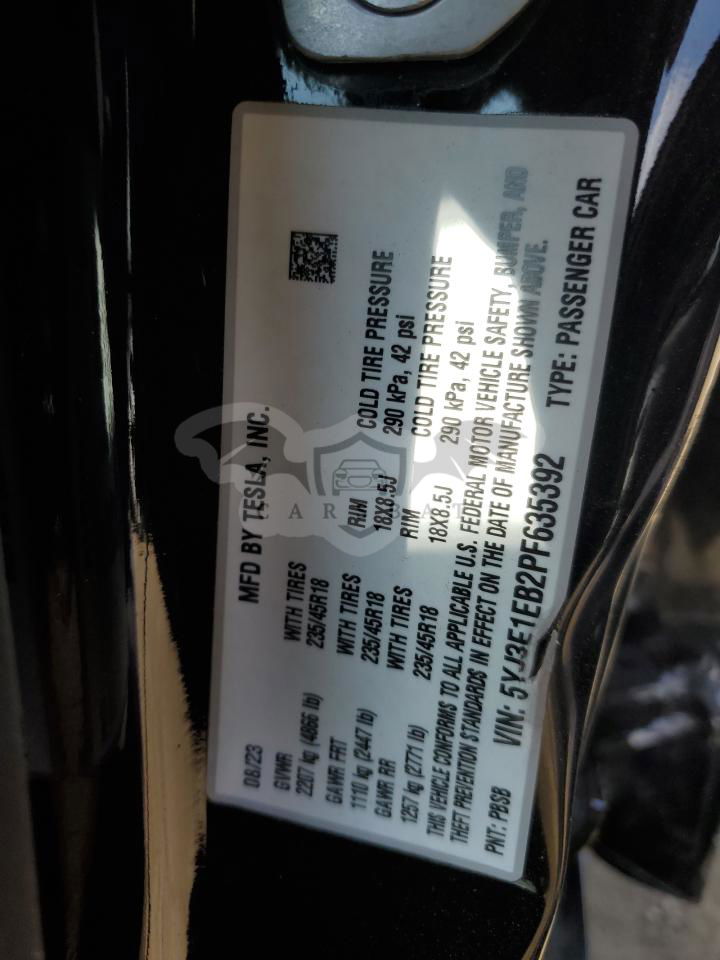 MFD BY TESLA, INC.
08/23
GVWR WITH TIRES RIM COLD TIRE PRESSURE
2207 kg (4866 lb) 235/45R18 18X8.5J 290 kPa, 42 psi
GAWR FRT WITH TIRES RIM COLD TIRE PRESSURE
1110 kg (2447 lb) 235/45R18 18X8.5J 290 kPa, 42 psi
GAWR RR WITH TIRES
1257 kg (2771 lb) 235/45R18
THIS VEHICLE CONFORMS TO ALL APPLICABLE U.S. FEDERAL MOTOR VEHICLE SAFETY, BUMPER, AND
THEFT PREVENTION STANDARDS IN EFFECT ON THE DATE OF MANUFACTURE SHOWN ABOVE.
PNT: PBSB VIN: 5YJ3E1EB2PF635392 TYPE: PASSENGER CAR
CAR BAT